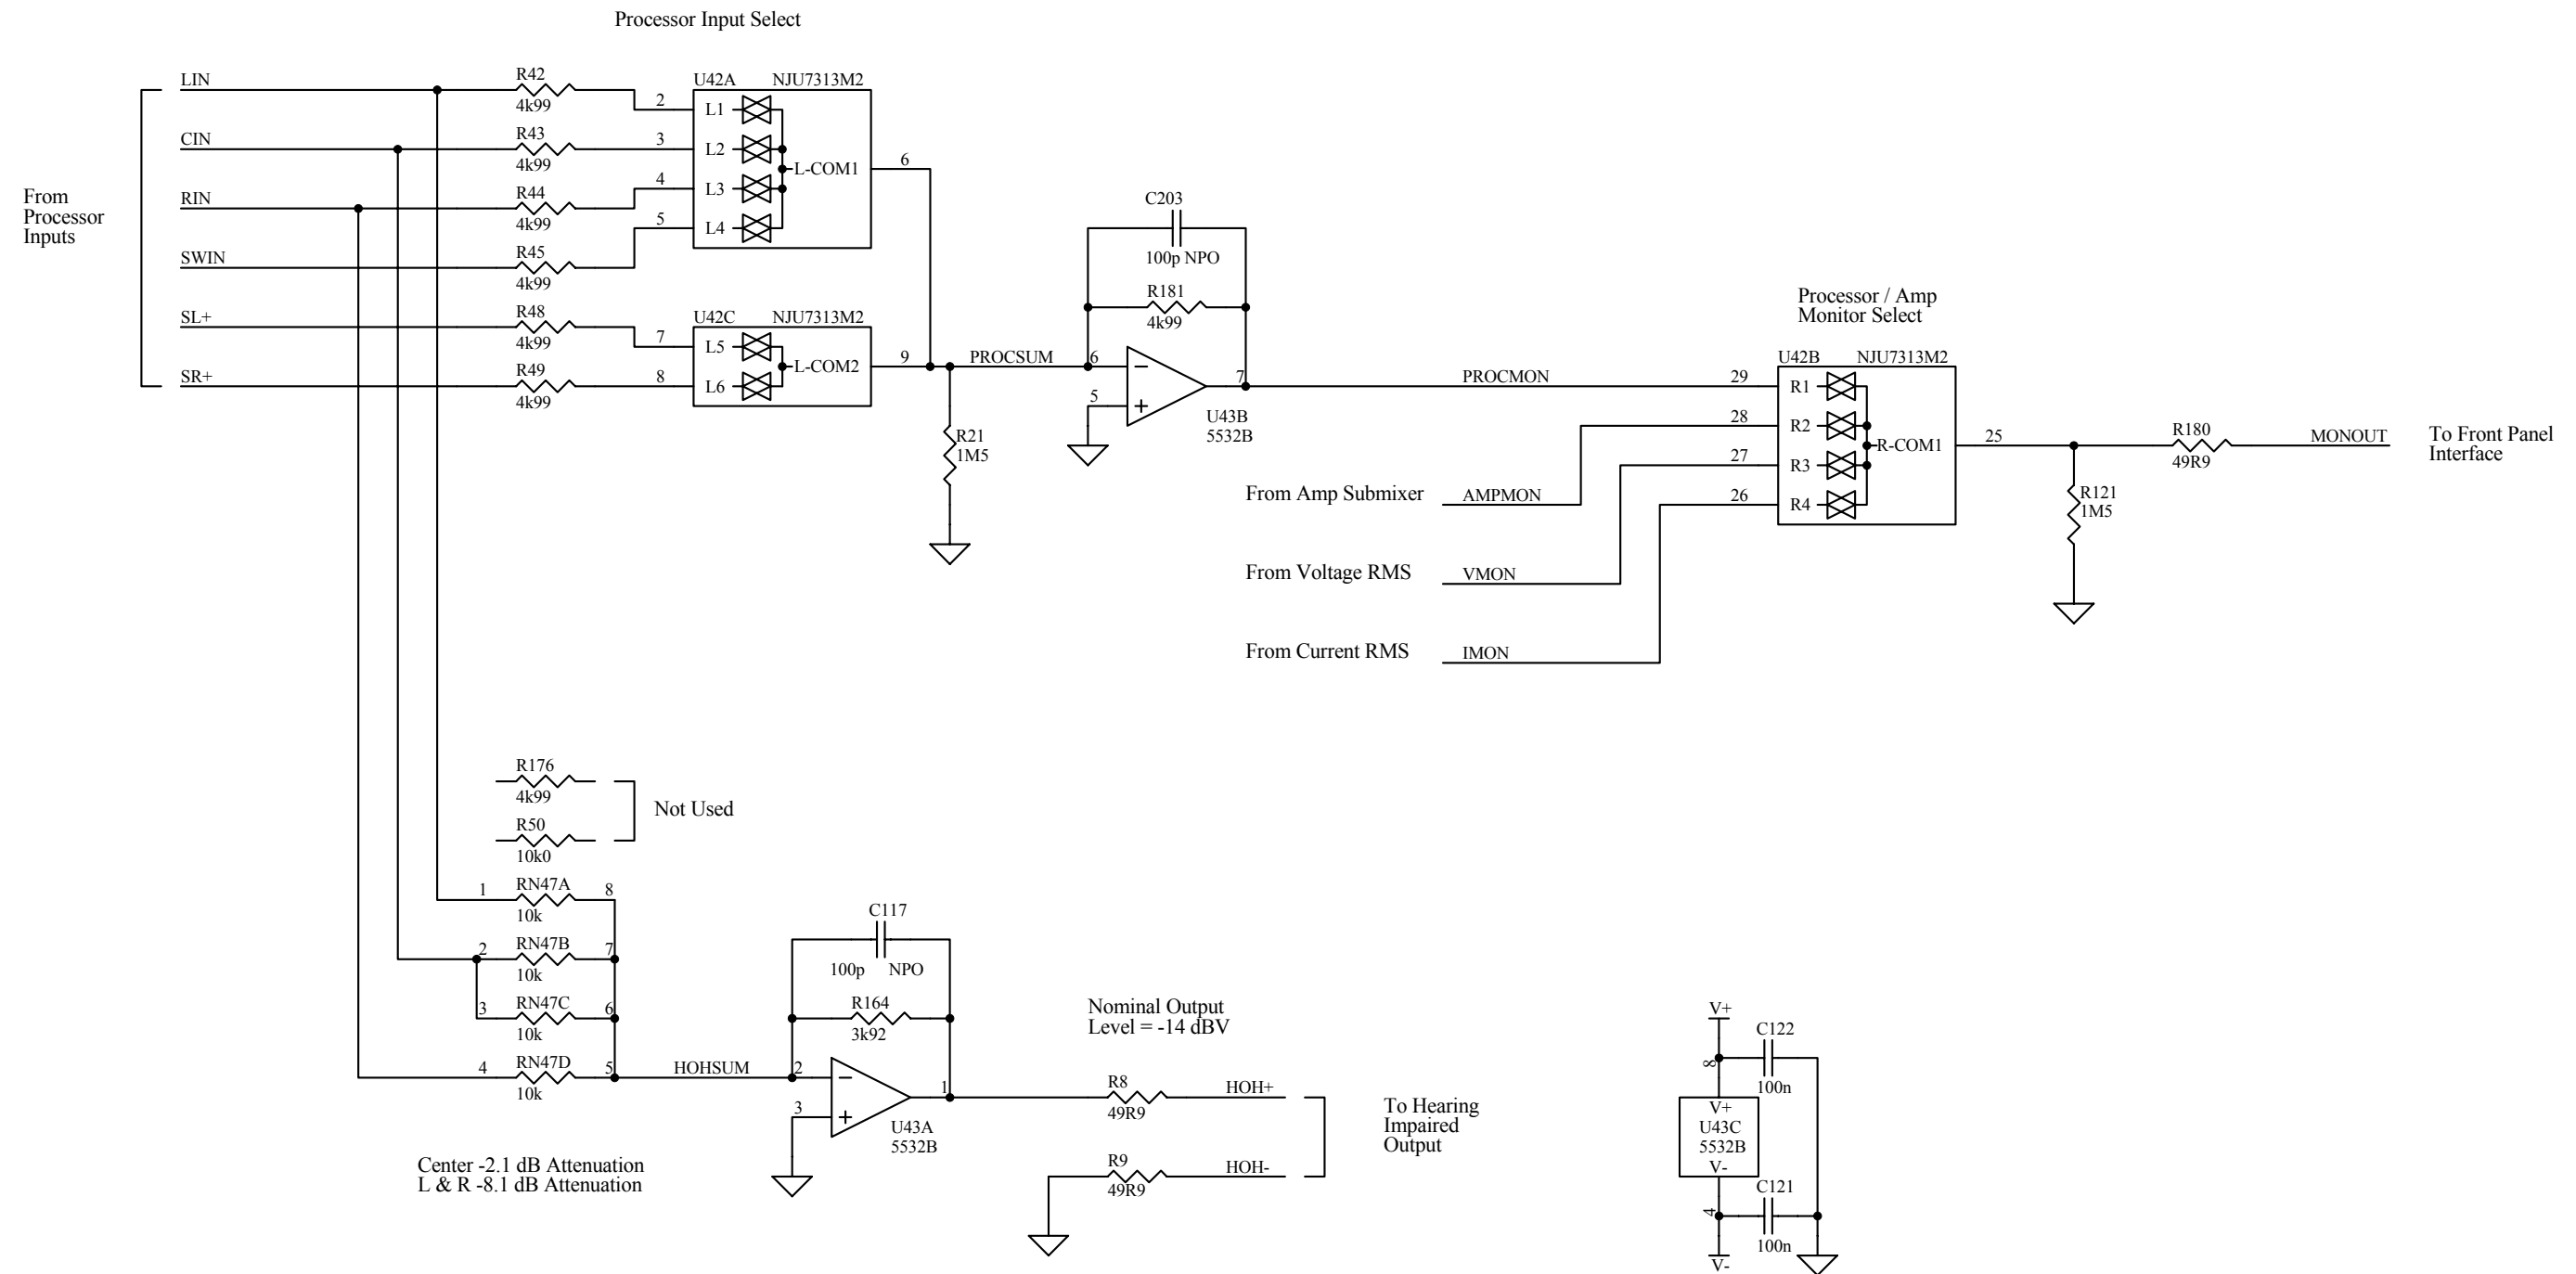 Processor Input Select
From
Processor
Inputs
LIN
CIN
RIN
SWIN
SL+
SR+
R42
4k99
R43
4k99
R44
4k99
R45
4k99
R48
4k99
R49
4k99
2
3
4
5
7
8
U42A NJU7313M2
L1
L2
L3
L4
L-COM1
6
U42C NJU7313M2
L5
L6
L-COM2
9
PROCSUM
R21
1M5
C203
100p NPO
R181
4k99
6
5
7
U43B
5532B
PROCMON
From Amp Submixer
AMPMON
From Voltage RMS
VMON
From Current RMS
IMON
Processor / Amp
Monitor Select
U42B NJU7313M2
29
28
27
26
R1
R2
R3
R4
R-COM1
25
R121
1M5
R180
49R9
MONOUT
To Front Panel
Interface
R176
4k99
R50
10k0
Not Used
1
RN47A
10k
8
2
RN47B
10k
7
3
RN47C
10k
6
4
RN47D
10k
5
HOHSUM
Center -2.1 dB Attenuation
L & R -8.1 dB Attenuation
C117
100p NPO
R164
3k92
2
3
1
U43A
5532B
Nominal Output
Level = -14 dBV
R8
49R9
HOH+
R9
49R9
HOH-
To Hearing
Impaired
Output
V+
8
C122
100n
V+
U43C
5532B
V-
C121
100n
4
V-